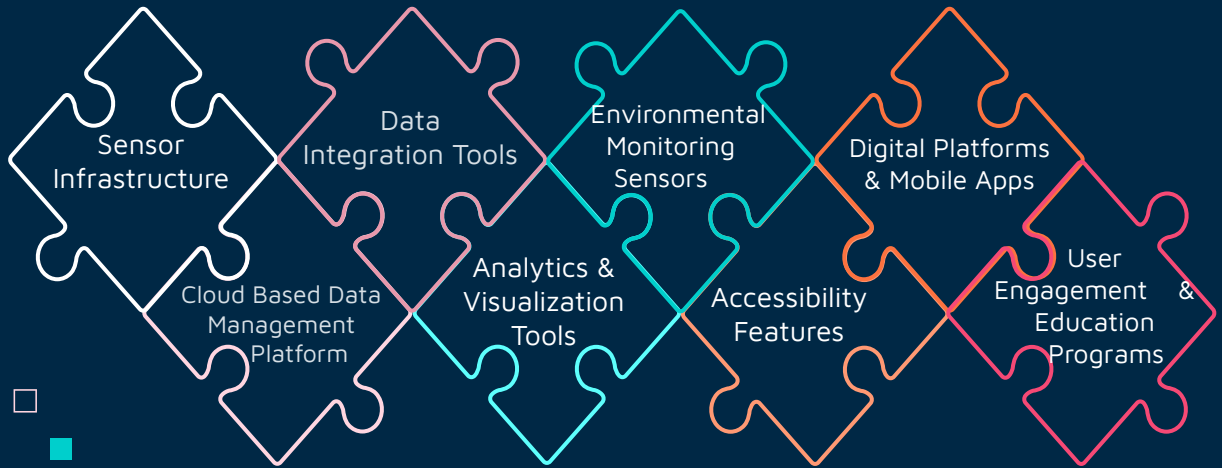 Sensor
Infrastructure
Data
Integration Tools
Environmental
Monitoring
Sensors
Digital Platforms
& Mobile Apps
Cloud Based Data
Management
Platform
Analytics &
Visualization
Tools
Accessibility
Features
User
Engagement &
Education
Programs